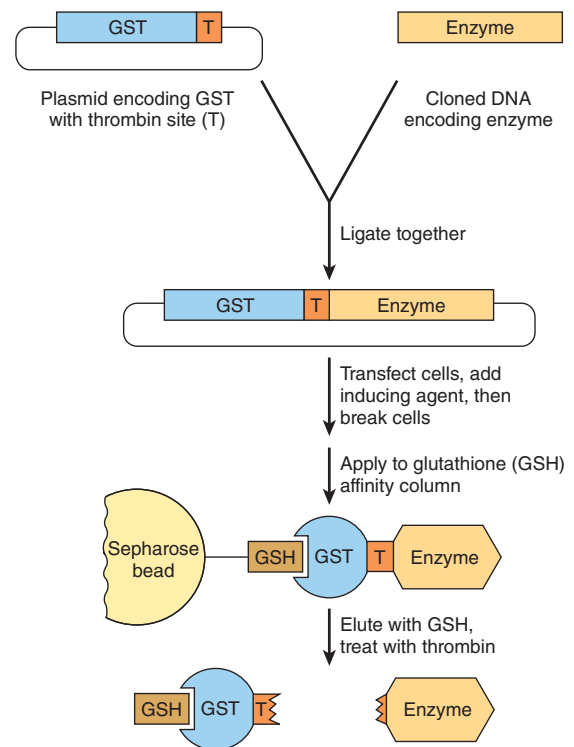 GST
T
Enzyme
Plasmid encoding GST
with thrombin site (T)
Cloned DNA
encoding enzyme
Ligate together
GST
T
Enzyme
Transfect cells, add
inducing agent, then
break cells
Apply to glutathione (GSH)
affinity column
Sepharose
bead
GSH
GST
T
Enzyme
Elute with GSH,
treat with thrombin
GSH
GST
T
Enzyme